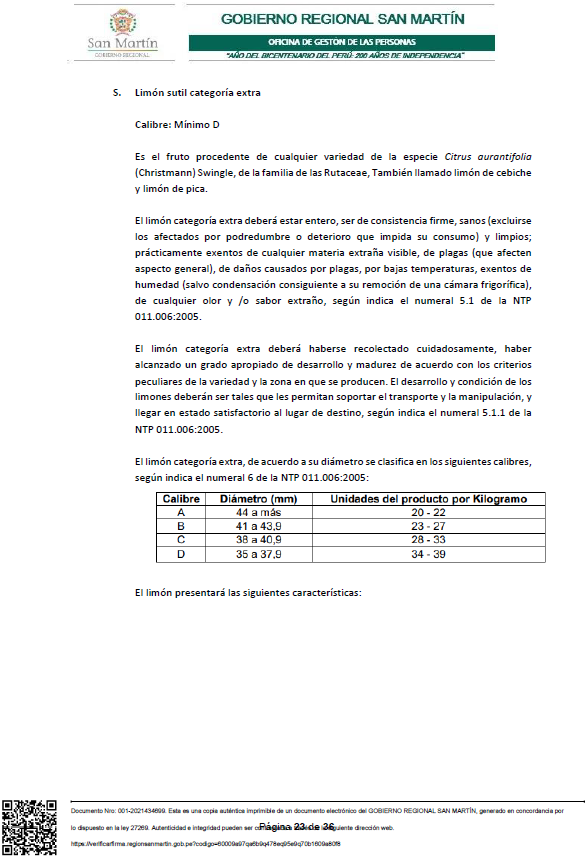 San Martín
GOBIERNO REGIONAL
GOBIERNO REGIONAL SAN MARTÍN
OFICINA DE GESTIÓN DE LAS PERSONAS
"AÑO DEL BICENTENARIO DEL PERÚ: 200 AÑOS DE INDEPENDENCIA"
S. Limón sutil categoría extra
Calibre: Mínimo D
Es el fruto procedente de cualquier variedad de la especie Citrus aurantifolia
(Christmann) Swingle, de la familia de las Rutaceae, También llamado limón de cebiche
y limón de pica.
El limón categoría extra deberá estar entero, ser de consistencia firme, sanos (excluirse
los afectados por podredumbre o deterioro que impida su consumo) y limpios;
prácticamente exentos de cualquier materia extraña visible, de plagas (que afecten
aspecto general), de daños causados por plagas, por bajas temperaturas, exentos de
humedad (salvo condensación consiguiente a su remoción de una cámara frigorífica),
de cualquier olor y /o sabor extraño, según indica el numeral 5.1 de la NTP
011.006:2005.
El limón categoría extra deberá haberse recolectado cuidadosamente, haber
alcanzado un grado apropiado de desarrollo y madurez de acuerdo con los criterios
peculiares de la variedad y la zona en que se producen. El desarrollo y condición de los
limones deberán ser tales que les permitan soportar el transporte y la manipulación, y
llegar en estado satisfactorio al lugar de destino, según indica el numeral 5.1.1 de la
NTP 011.006:2005.
El limón categoría extra, de acuerdo a su diámetro se clasifica en los siguientes calibres,
según indica el numeral 6 de la NTP 011.006:2005:
Calibre Diámetro (mm) Unidades del producto por Kilogramo
A 44 a más 20 - 22
B 41 a 43,9 23 - 27
C 38 a 40,9 28 - 33
D 35 a 37,9 34 - 39
El limón presentará las siguientes características:
Documento Nro: 001-2021434699. Esta es una copia auténtica imprimible de un documento electrónico del GOBIERNO REGIONAL SAN MARTÍN, generado en concordancia por
lo dispuesto en la ley 27269. Autenticidad e integridad pueden ser Página 23 de 36 dirección web.
https://verificarfirma.regionsanmartin.gob.pe?codigo=60009a97qa6b9q478eq95e9q70b1609a80f8